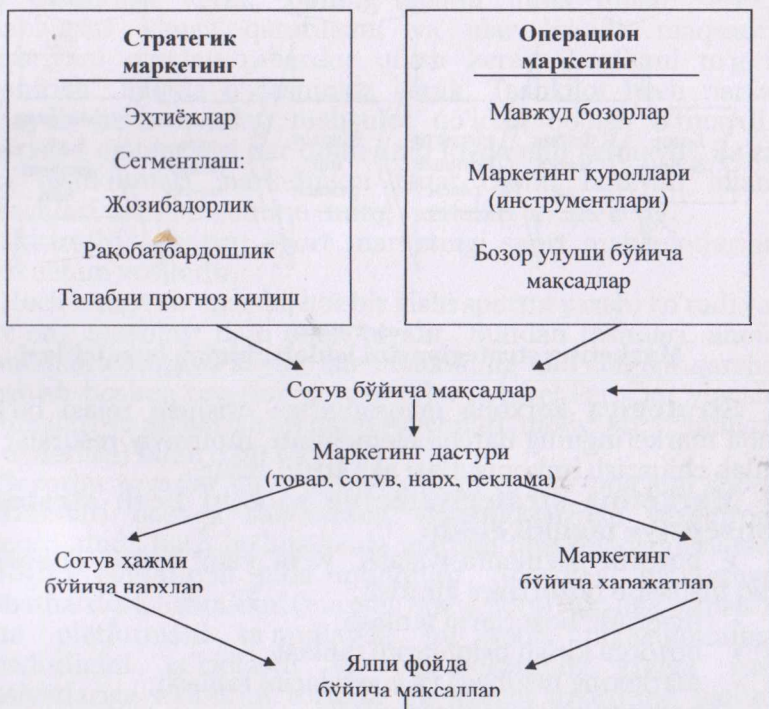 Стратегик
маркетинг
Эҳтиёжлар
Сегментлаш:
Жозибадорлик
Рақобатбардошлик
Талабни прогноз қилиш
Операцион
маркетинг
Мавжуд бозорлар
Маркетинг қуроллари
(инструментлари)
Бозор улуши бўйича
мақсадлар
Сотув бўйича мақсадлар
Маркетинг дастури
(товар, сотув, нарх, реклама)
Сотув ҳажми
бўйича нархлар
Маркетинг
бўйича харажатлар
Ялпи фойда
бўйича мақсадлар